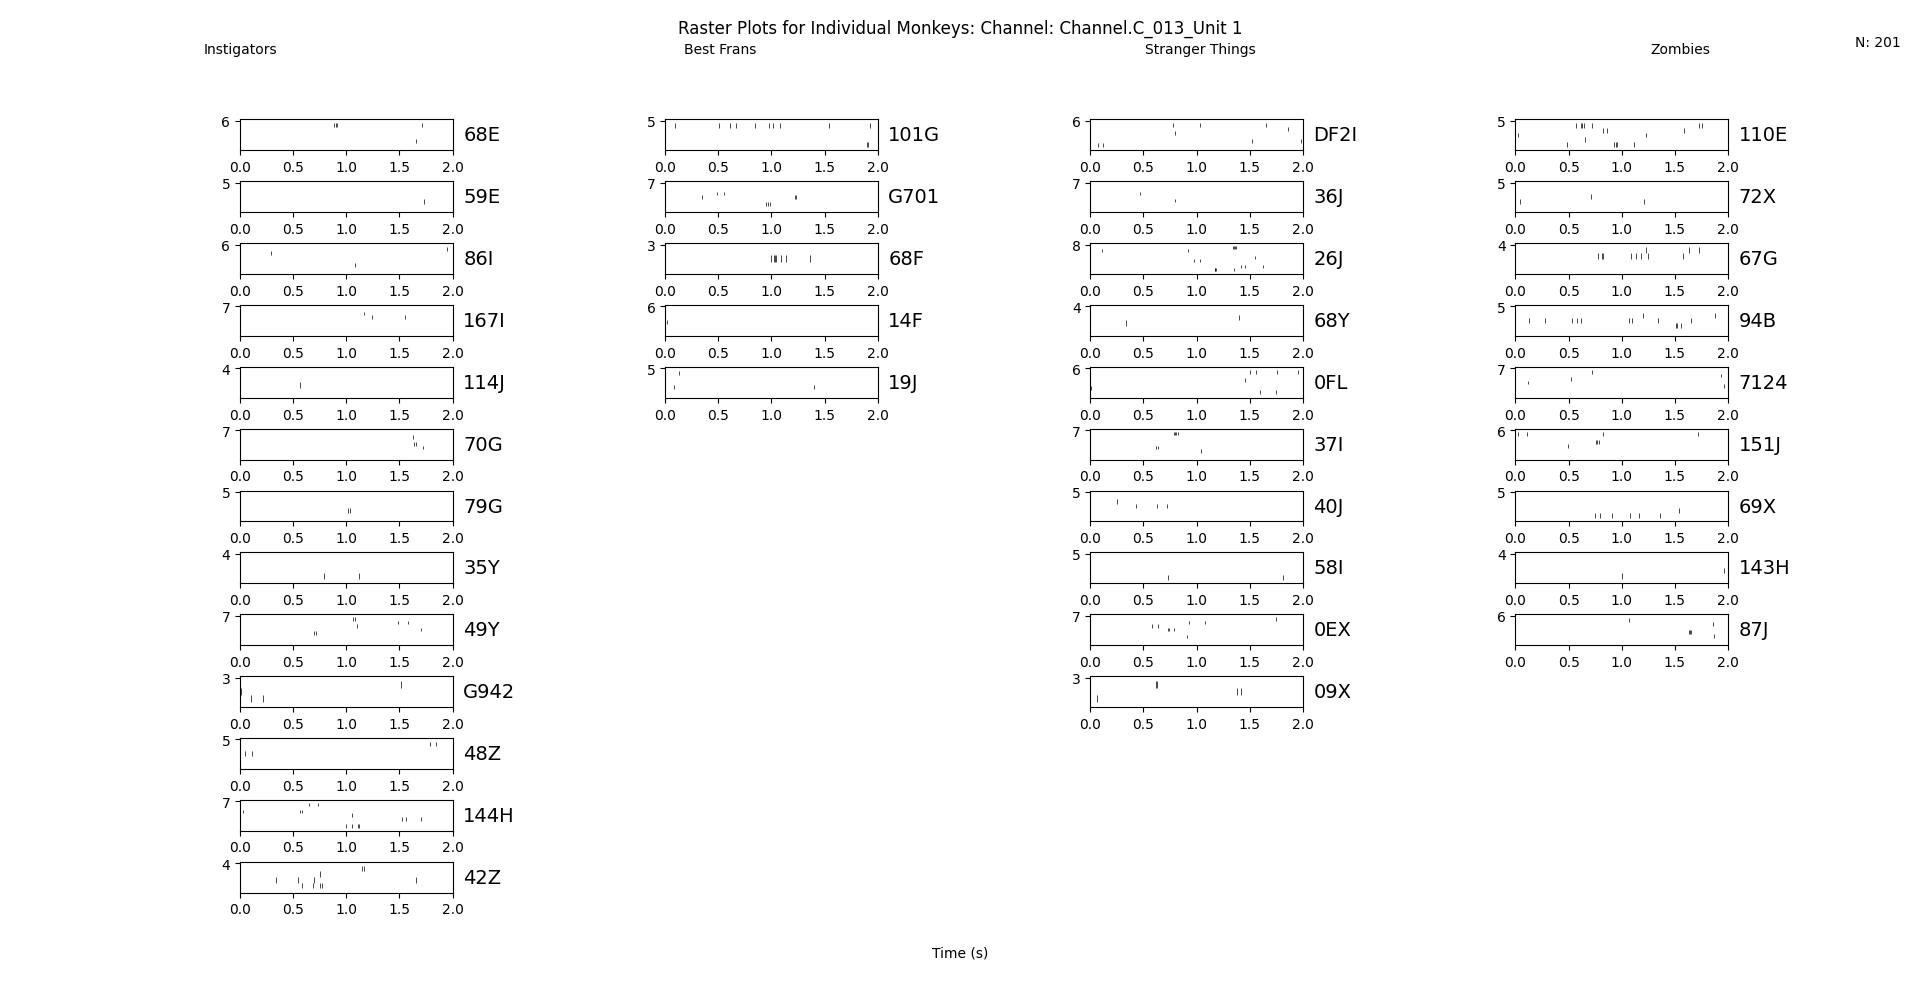 Raster Plots for Individual Monkeys: Channel: Channel.C_013_Unit 1
Instigators Best Frans Stranger Things Zombies N: 201
6 68E 5 101G 6 DF2I 5 110E
0.0 0.5 1.0 1.5 2.0 0.0 0.5 1.0 1.5 2.0 0.0 0.5 1.0 1.5 2.0 0.0 0.5 1.0 1.5 2.0
5 59E 7 G701 7 36J 5 72X
0.0 0.5 1.0 1.5 2.0 0.0 0.5 1.0 1.5 2.0 0.0 0.5 1.0 1.5 2.0 0.0 0.5 1.0 1.5 2.0
6 86I 3 68F 8 26J 4 67G
0.0 0.5 1.0 1.5 2.0 0.0 0.5 1.0 1.5 2.0 0.0 0.5 1.0 1.5 2.0 0.0 0.5 1.0 1.5 2.0
7 167I 6 14F 4 68Y 5 94B
0.0 0.5 1.0 1.5 2.0 0.0 0.5 1.0 1.5 2.0 0.0 0.5 1.0 1.5 2.0 0.0 0.5 1.0 1.5 2.0
4 114J 5 19J 6 0FL 7 7124
0.0 0.5 1.0 1.5 2.0 0.0 0.5 1.0 1.5 2.0 0.0 0.5 1.0 1.5 2.0 0.0 0.5 1.0 1.5 2.0
7 70G 7 37I 6 151J
0.0 0.5 1.0 1.5 2.0 0.0 0.5 1.0 1.5 2.0 0.0 0.5 1.0 1.5 2.0
5 79G 5 40J 5 69X
0.0 0.5 1.0 1.5 2.0 0.0 0.5 1.0 1.5 2.0 0.0 0.5 1.0 1.5 2.0
4 35Y 5 58I 4 143H
0.0 0.5 1.0 1.5 2.0 0.0 0.5 1.0 1.5 2.0 0.0 0.5 1.0 1.5 2.0
7 49Y 7 0EX 6 87J
0.0 0.5 1.0 1.5 2.0 0.0 0.5 1.0 1.5 2.0 0.0 0.5 1.0 1.5 2.0
3 G942 3 09X
0.0 0.5 1.0 1.5 2.0 0.0 0.5 1.0 1.5 2.0
5 48Z
0.0 0.5 1.0 1.5 2.0
7 144H
0.0 0.5 1.0 1.5 2.0
4 42Z
0.0 0.5 1.0 1.5 2.0
Time (s)